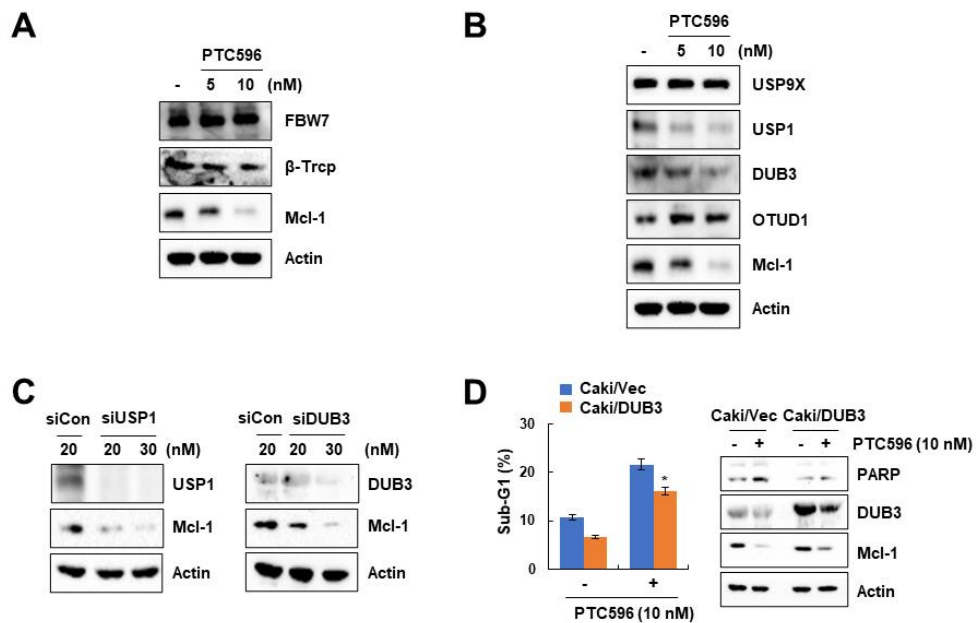 A
PTC596
- 5 10 (nM)
FBW7
β-Trcp
Mcl-1
Actin
B
PTC596
- 5 10 (nM)
USP9X
USP1
DUB3
OTUD1
Mcl-1
Actin
C
siCon siUSP1
20 20 30 (nM)
USP1
Mcl-1
Actin
siCon siDUB3
20 20 30 (nM)
DUB3
Mcl-1
Actin
D
Caki/Vec
Caki/DUB3
Sub-G1 (%)
30
20
10
0
*
- +
PTC596 (10 nM)
Caki/Vec Caki/DUB3
- + - + PTC596 (10 nM)
PARP
DUB3
Mcl-1
Actin